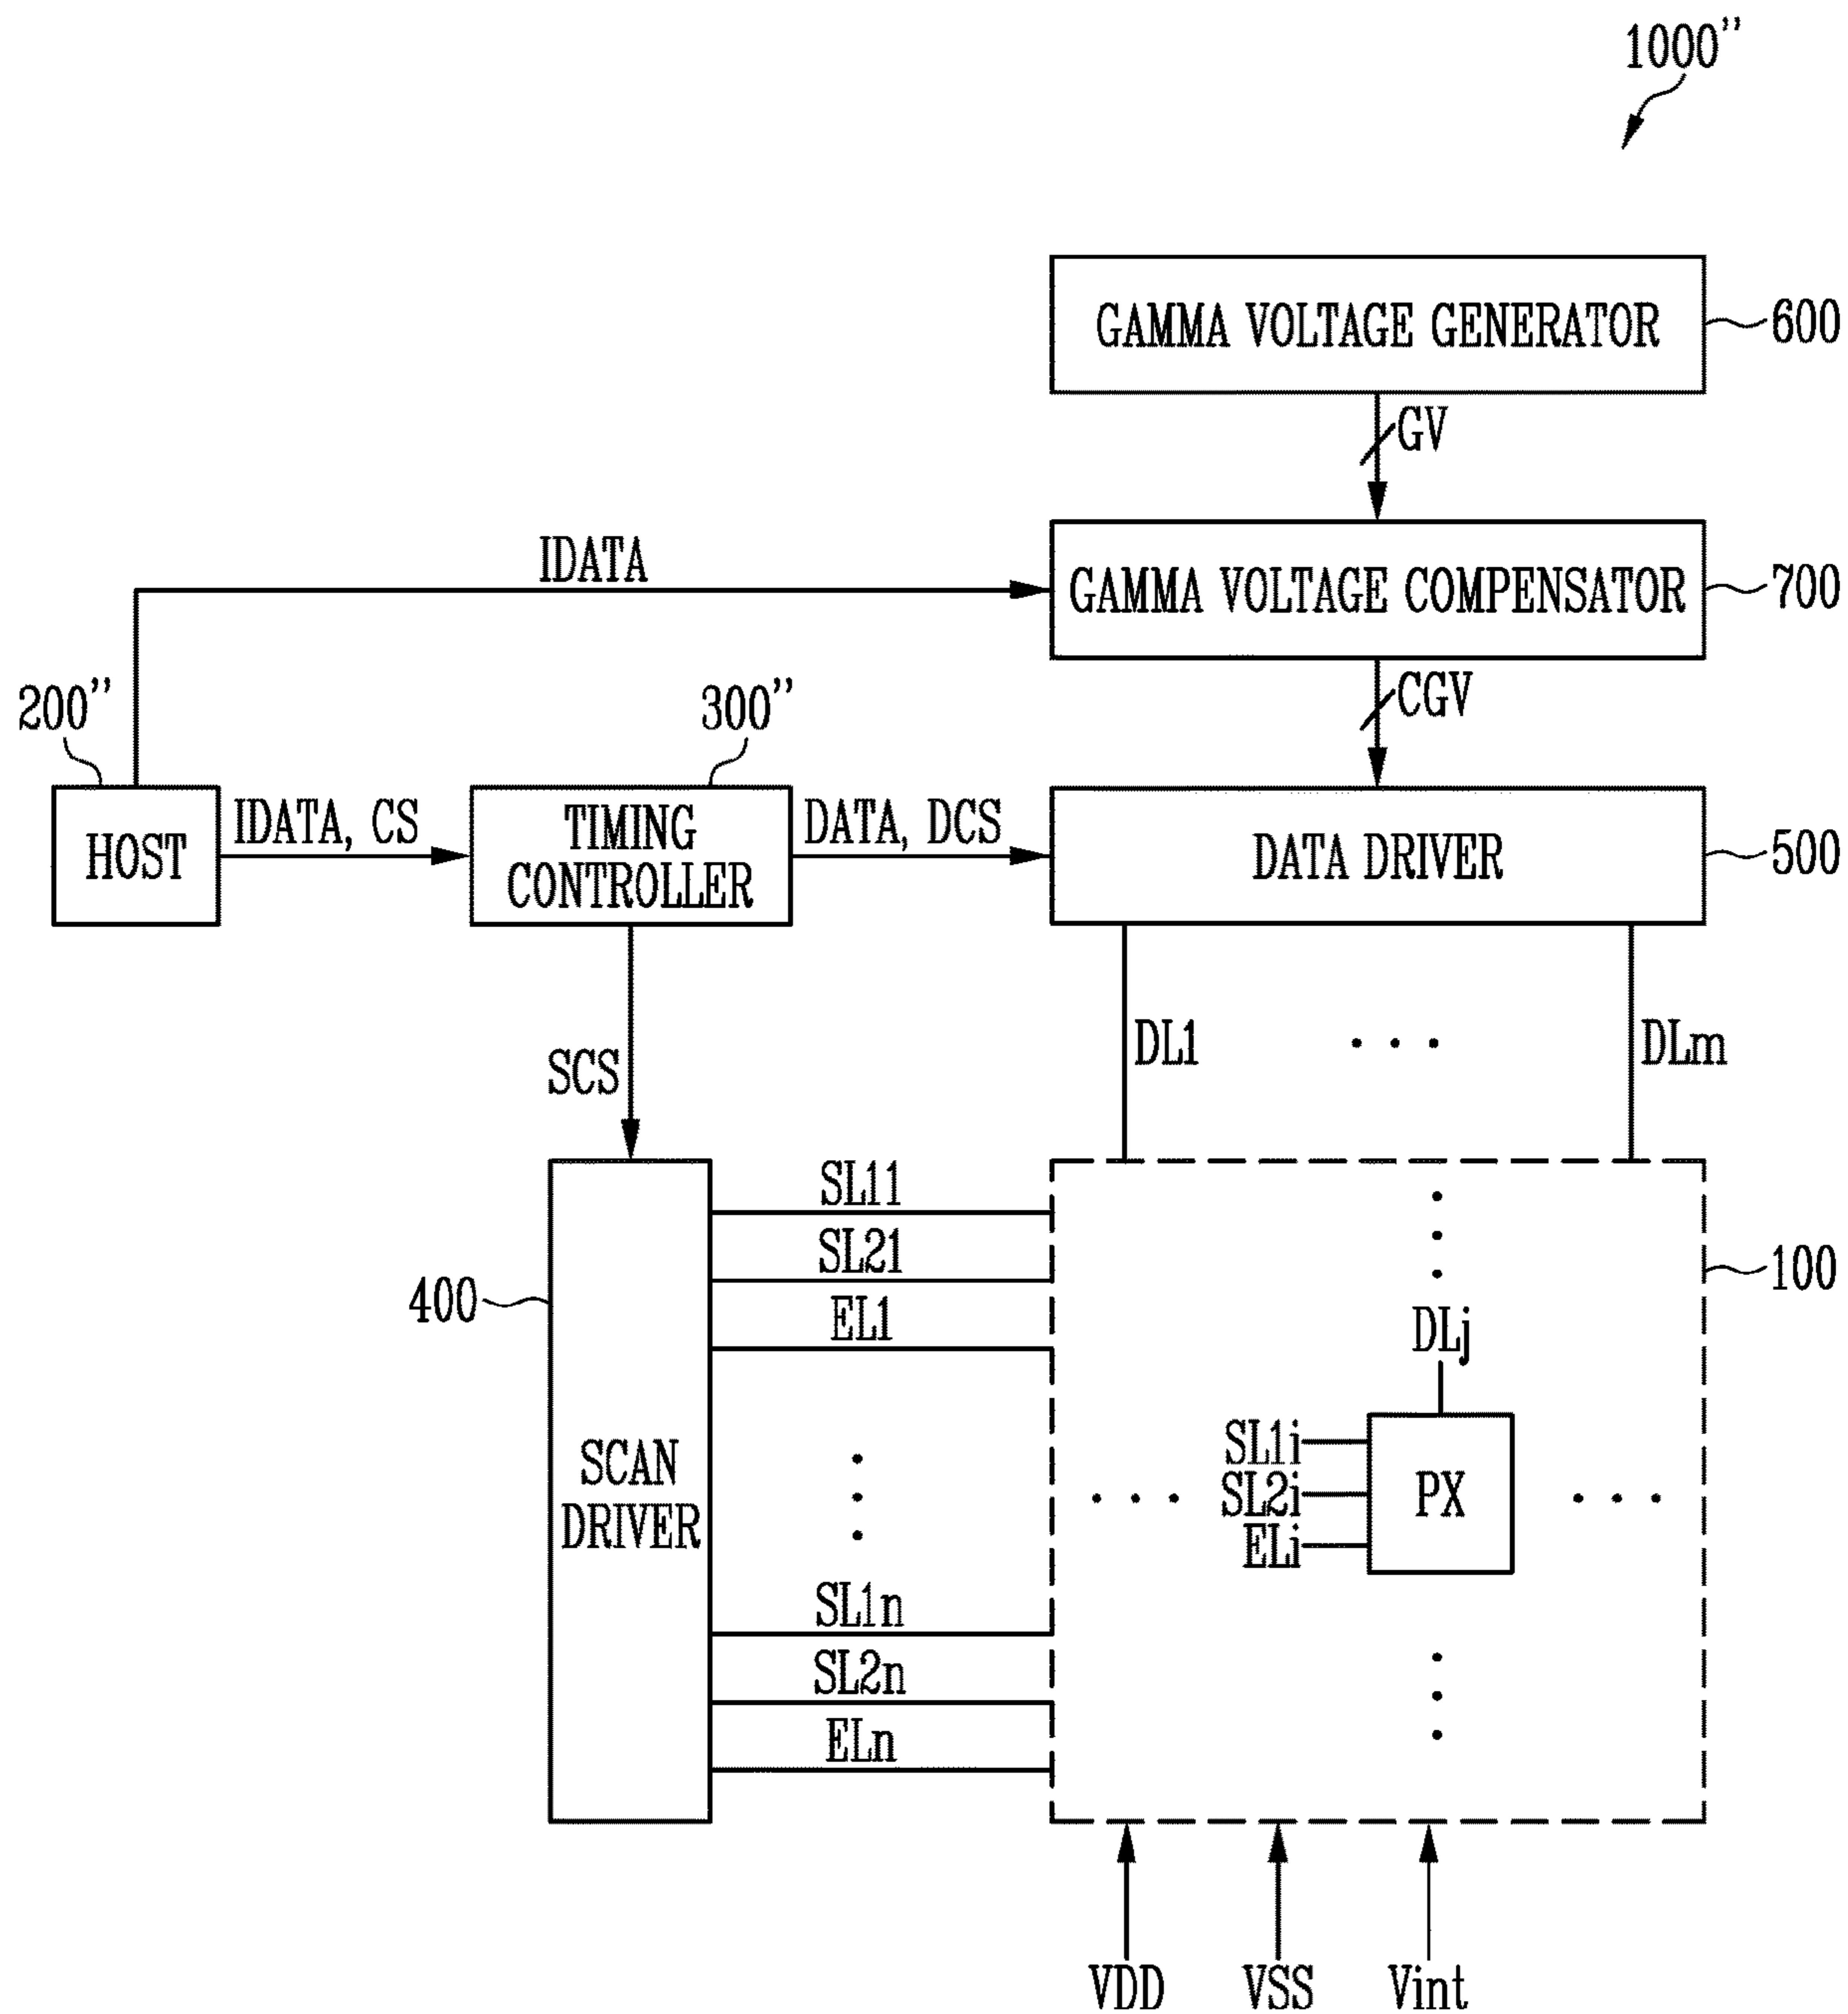 1000"
GAMMA VOLTAGE GENERATOR
600
GV
IDATA
GAMMA VOLTAGE COMPENSATOR
700
CGV
200"
300"
HOST
IDATA, CS
TIMING
CONTROLLER
DATA, DCS
DATA DRIVER
500
SCS
DL1
. . .
DLm
400
SCAN
DRIVER
SL11
SL21
EL1
SL1n
SL2n
ELn
100
DLj
SL1i
SL2i
ELi
PX
VDD
VSS
Vint